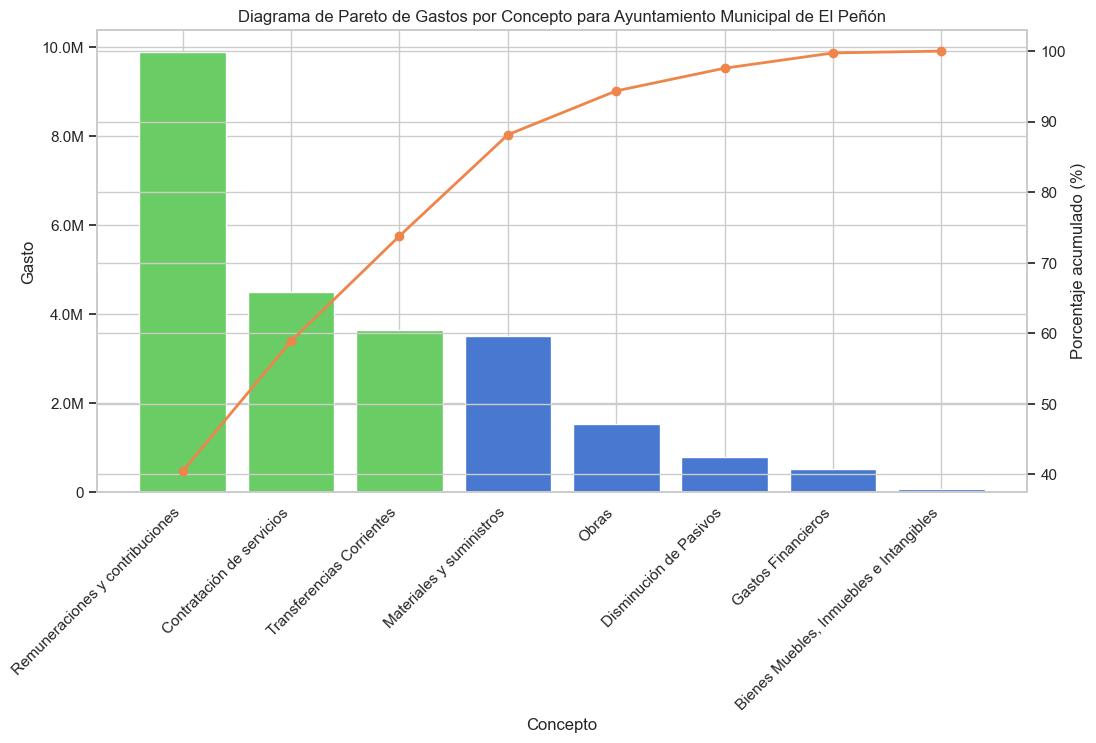 Diagrama de Pareto de Gastos por Concepto para Ayuntamiento Municipal de El Peñón
Gasto
10.0M
8.0M
6.0M
4.0M
2.0M
0
100
90
80
70
60
50
40
Porcentaje acumulado (%)
Remuneraciones y contribuciones
Contratación de servicios
Transferencias Corrientes
Materiales y suministros
Obras
Disminución de Pasivos
Gastos Financieros
Bienes Muebles, Inmuebles e Intangibles
Concepto